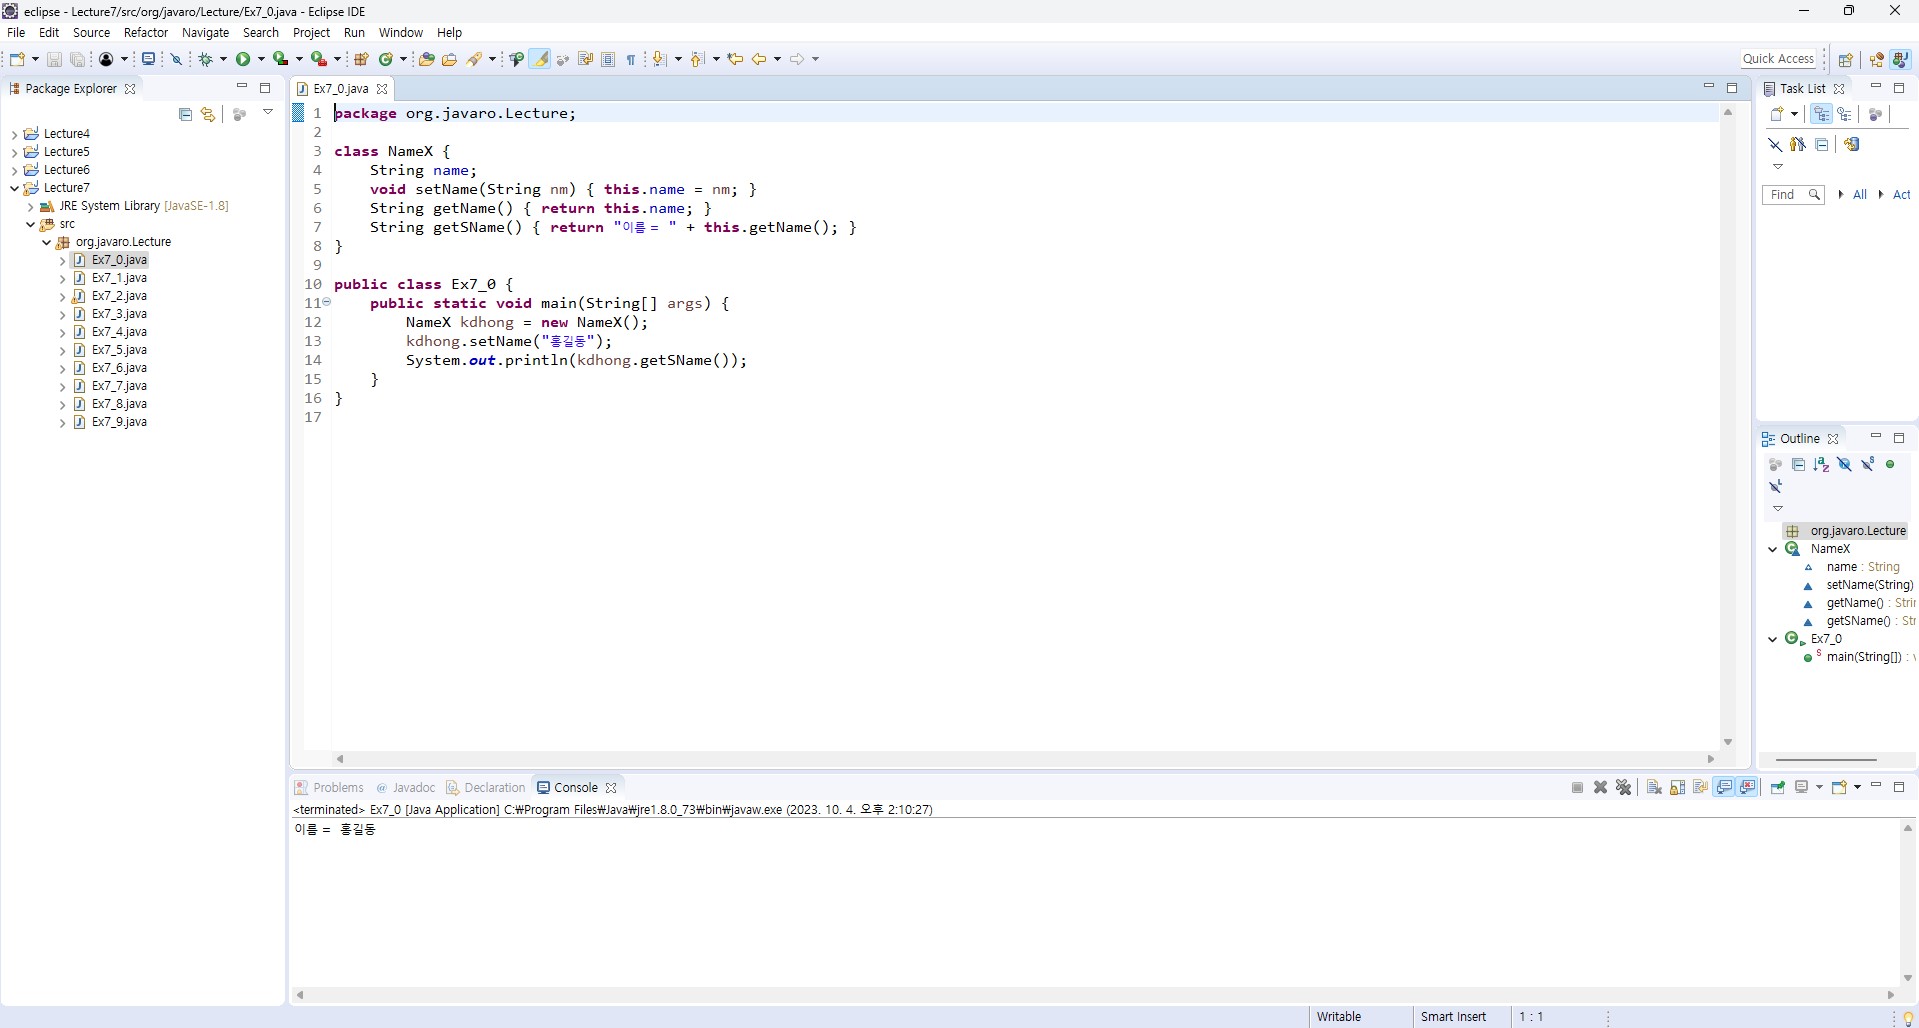 eclipse - Lecture7/src/org/javaro/Lecture/Ex7_0.java - Eclipse IDE
File Edit Source Refactor Navigate Search Project Run Window Help
Quick Access
Package Explorer
Lecture4
Lecture5
Lecture6
Lecture7
JRE System Library [JavaSE-1.8]
src
org.javaro.Lecture
Ex7_0.java
Ex7_1.java
Ex7_2.java
Ex7_3.java
Ex7_4.java
Ex7_5.java
Ex7_6.java
Ex7_7.java
Ex7_8.java
Ex7_9.java
Ex7_0.java
1 package org.javaro.Lecture;
2
3 class NameX {
4 String name;
5 void setName(String nm) { this.name = nm; }
6 String getName() { return this.name; }
7 String getSName() { return "이름 = " + this.getName(); }
8 }
9
10 public class Ex7_0 {
11 public static void main(String[] args) {
12 NameX kdhong = new NameX();
13 kdhong.setName("홍길동");
14 System.out.println(kdhong.getSName());
15 }
16 }
17
Task List
Find All Act
Outline
org.javaro.Lecture
NameX
name : String
setName(String)
getName() : Strin
getSName() : Str
Ex7_0
main(String[]) : v
Problems @ Javadoc Declaration Console
<terminated> Ex7_0 [Java Application] C:₩Program Files₩Java₩jre1.8.0_73₩bin₩javaw.exe (2023. 10. 4. 오후 2:10:27)
이름 = 홍길동
Writable Smart Insert 1 : 1